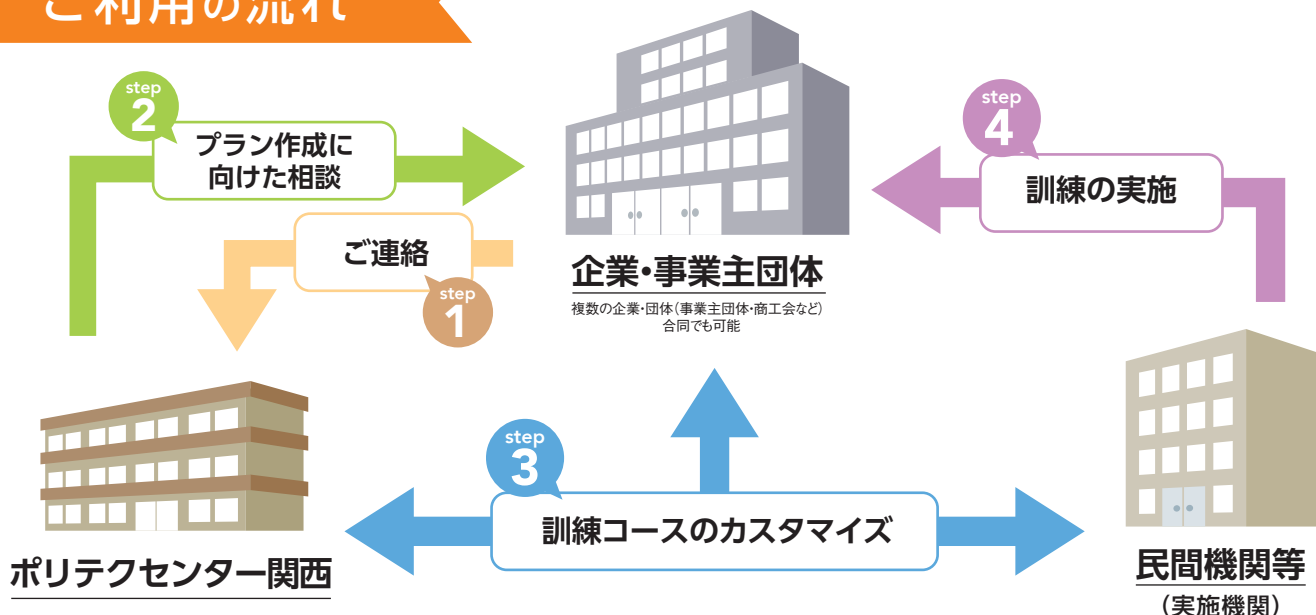 ご利用の流れ
step
2
プラン作成に
向けた相談
ご連絡
step
1
企業・事業主団体
複数の企業・団体(事業主団体・商工会など)
合同でも可能
step
4
訓練の実施
step
3
訓練コースのカスタマイズ
ポリテクセンター関西
民間機関等
(実施機関)